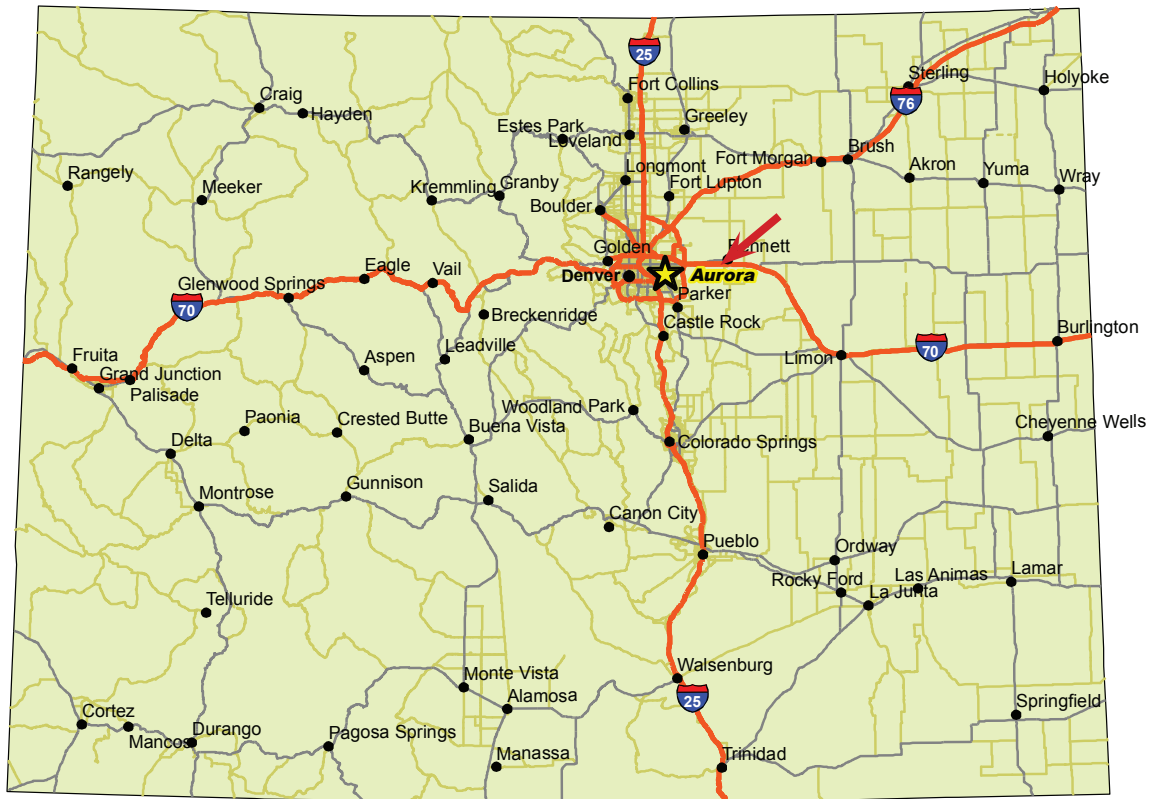 25
Sterling
Holyoke
76
Fort Collins
Craig
Hayden
Greeley
Estes Park
Loveland
Brush
Fort Morgan
Longmont
Akron
Yuma
Wray
Rangely
Meeker
Kremmling
Granby
Fort Lupton
Boulder
Golden
Bennett
Denver
Aurora
Eagle
Vail
Glenwood Springs
70
Parker
Breckenridge
Castle Rock
Burlington
Limon
70
Fruita
Grand Junction
Palisade
Aspen
Leadville
Woodland Park
Paonia
Crested Butte
Buena Vista
Cheyenne Wells
Delta
Colorado Springs
Montrose
Gunnison
Salida
Canon City
Pueblo
Ordway
Rocky Ford
Las Animas
Lamar
La Junta
Telluride
Walsenburg
Monte Vista
25
Alamosa
Springfield
Cortez
Mancos
Durango
Pagosa Springs
Manassa
Trinidad